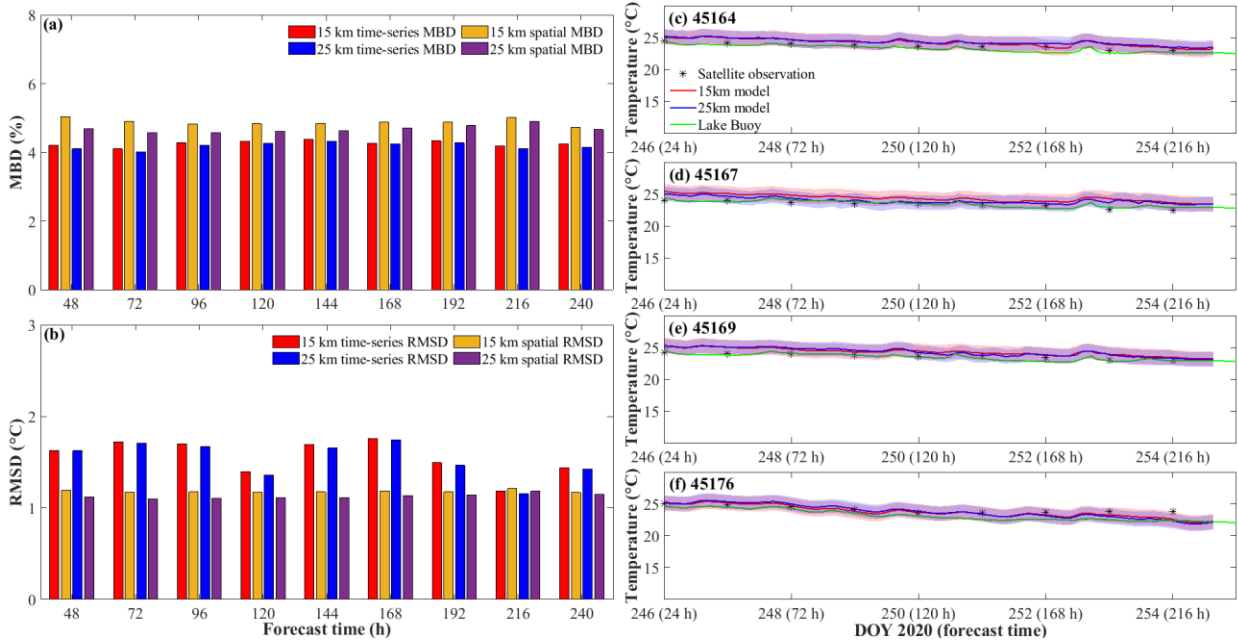 (a)
15 km time-series MBD
15 km spatial MBD
25 km time-series MBD
25 km spatial MBD
MBD (%)
8
6
4
2
0
48 72 96 120 144 168 192 216 240
(b)
15 km time-series RMSD
15 km spatial RMSD
25 km time-series RMSD
25 km spatial RMSD
RMSD (°C)
3
2
1
0
48 72 96 120 144 168 192 216 240
Forecast time (h)
(c) 45164
Temperature (°C)
25
20
15
Satellite observation
15km model
25km model
Lake Buoy
246 (24 h) 248 (72 h) 250 (120 h) 252 (168 h) 254 (216 h)
(d) 45167
Temperature (°C)
25
20
15
246 (24 h) 248 (72 h) 250 (120 h) 252 (168 h) 254 (216 h)
(e) 45169
Temperature (°C)
25
20
15
246 (24 h) 248 (72 h) 250 (120 h) 252 (168 h) 254 (216 h)
(f) 45176
Temperature (°C)
25
20
15
246 (24 h) 248 (72 h) 250 (120 h) 252 (168 h) 254 (216 h)
DOY 2020 (forecast time)